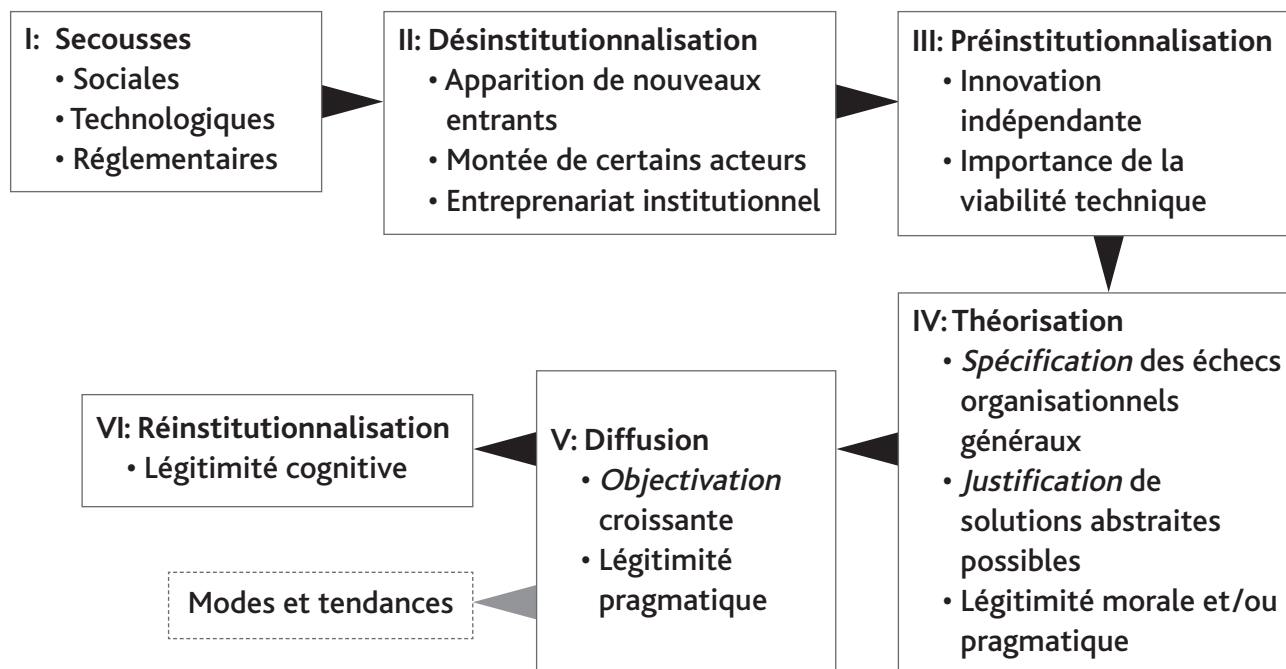 I: Secousses
• Sociales
• Technologiques
• Réglementaires
II: Désinstitutionnalisation
• Apparition de nouveaux
entrants
• Montée de certains acteurs
• Entreprenariat institutionnel
III: Préinstitutionnalisation
• Innovation
indépendante
• Importance de la
viabilité technique
IV: Théorisation
• Spécification des échecs
organisationnels
généraux
• Justification de
solutions abstraites
possibles
• Légitimité morale et/ou
pragmatique
V: Diffusion
• Objectivation
croissante
• Légitimité
pragmatique
VI: Réinstitutionnalisation
• Légitimité cognitive
Modes et tendances